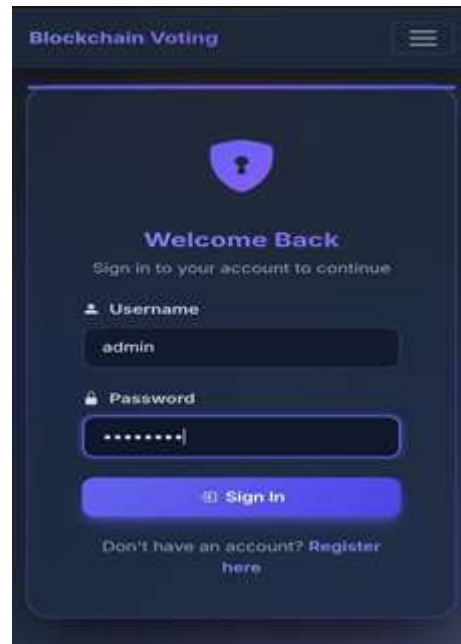 Blockchain Voting
Welcome Back
Sign in to your account to continue
Username
admin
Password
••••••••
Sign In
Don't have an account? Register
here